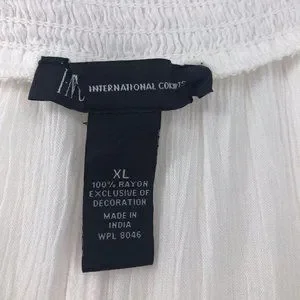 INTERNATIONAL
XL
100% RAYON
EXCLUSIVE OF
DECORATION
MADE IN
INDIA
WPL 8046